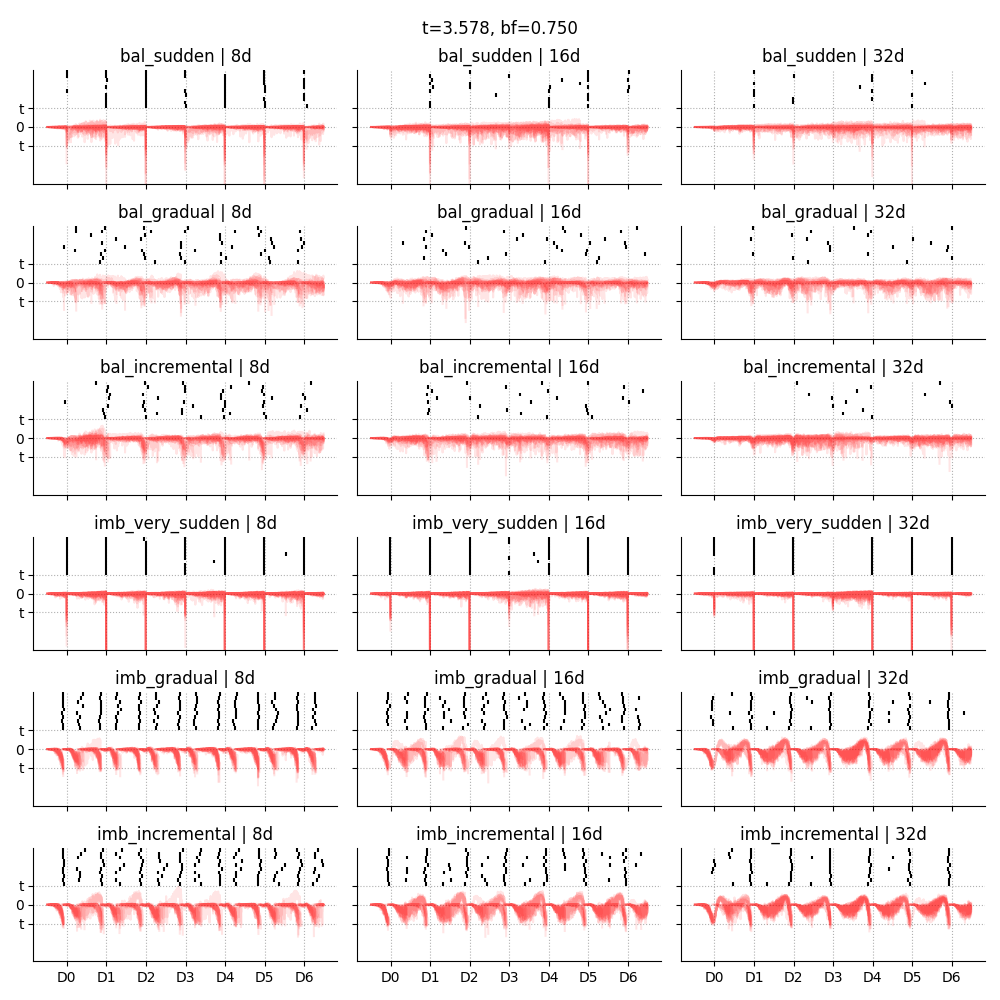 t=3.578, bf=0.750
bal_sudden | 8d
bal_sudden | 16d
bal_sudden | 32d
t
0
t
bal_gradual | 8d
bal_gradual | 16d
bal_gradual | 32d
t
0
t
bal_incremental | 8d
bal_incremental | 16d
bal_incremental | 32d
t
0
t
imb_very_sudden | 8d
imb_very_sudden | 16d
imb_very_sudden | 32d
t
0
t
imb_gradual | 8d
imb_gradual | 16d
imb_gradual | 32d
t
0
t
imb_incremental | 8d
imb_incremental | 16d
imb_incremental | 32d
t
0
t
D0 D1 D2 D3 D4 D5 D6
D0 D1 D2 D3 D4 D5 D6
D0 D1 D2 D3 D4 D5 D6